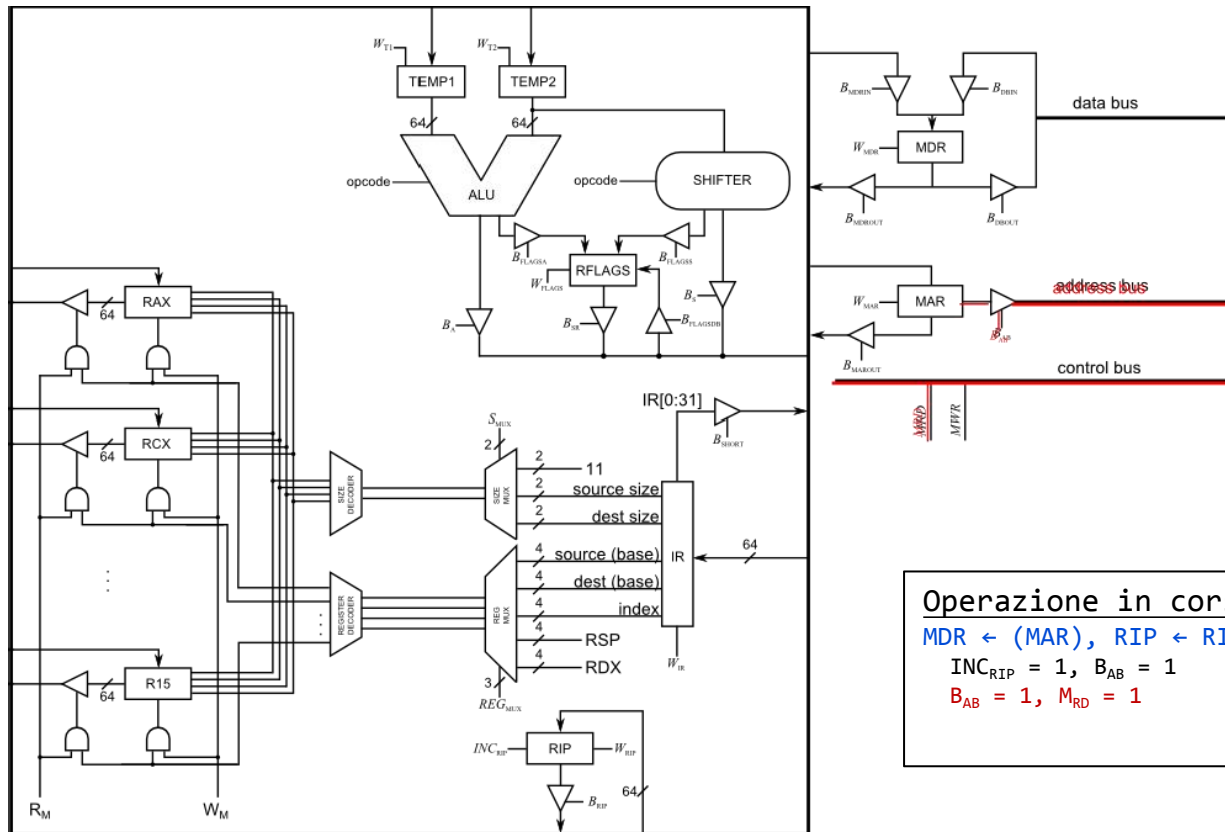 W_T1
W_T2
TEMP1
TEMP2
64
64
opcode
ALU
opcode
SHIFTER
B_FLAGSA
B_FLAGSS
W_FLAGS
RFLAGS
B_A
B_SR
B_FLAGSDB
B_S
B_MDRIN
B_DBIN
data bus
W_MDR
MDR
B_MDROUT
B_DBOUT
W_MAR
MAR
address bus
B_AB
B_MAROUT
control bus
MRD
MWR
RAX
64
RCX
64
R15
64
R_M
W_M
SIZE DECODER
REGISTER DECODER
S_MUX
2
SIZE MUX
2
11
2
source size
2
dest size
REG MUX
4
source (base)
4
dest (base)
4
index
4
RSP
4
RDX
3
REG_MUX
IR[0:31]
B_SHORT
IR
64
W_IR
INC_RIP
RIP
W_RIP
B_RIP
64
Operazione in cor
MDR ← (MAR), RIP ← RI
INC_RIP = 1, B_AB = 1
B_AB = 1, M_RD = 1